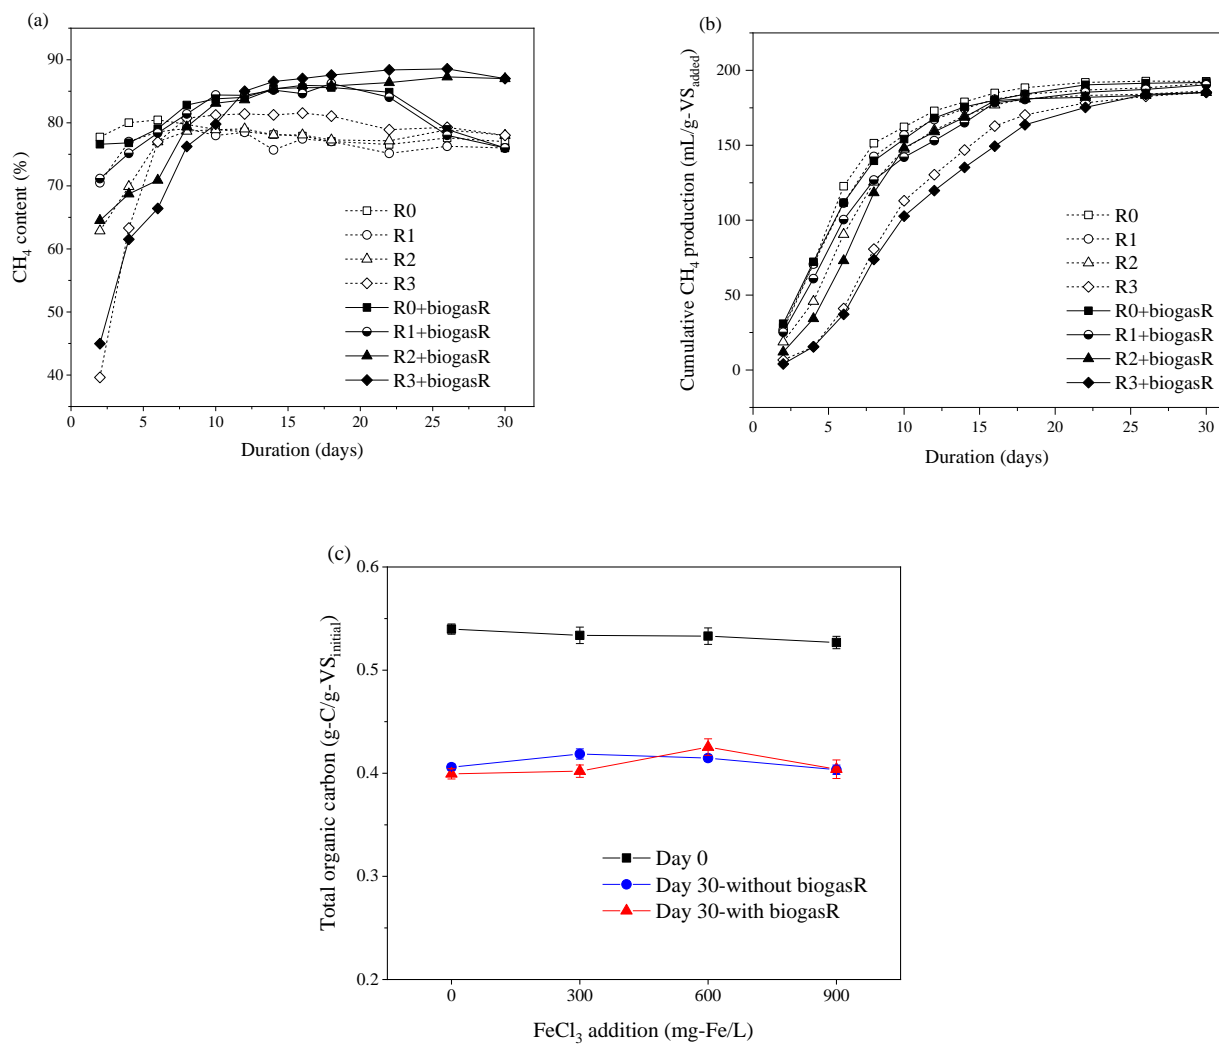 (a)
90
80
70
60
50
40
0
5
10
15
20
25
30
CH4 content (%)
Duration (days)
R0
R1
R2
R3
R0+biogasR
R1+biogasR
R2+biogasR
R3+biogasR
(b)
200
150
100
50
0
0
5
10
15
20
25
30
Cumulative CH4 production (mL/g- VSadded)
Duration (days)
R0
R1
R2
R3
R0+biogasR
R1+biogasR
R2+biogasR
R3+biogasR
(c)
0.6
0.5
0.4
0.3
0.2
0
300
600
900
Total organic carbon (g-C/g-VSinitial)
FeCl3 addition (mg-Fe/L)
Day 0
Day 30-without biogasR
Day 30-with biogasR